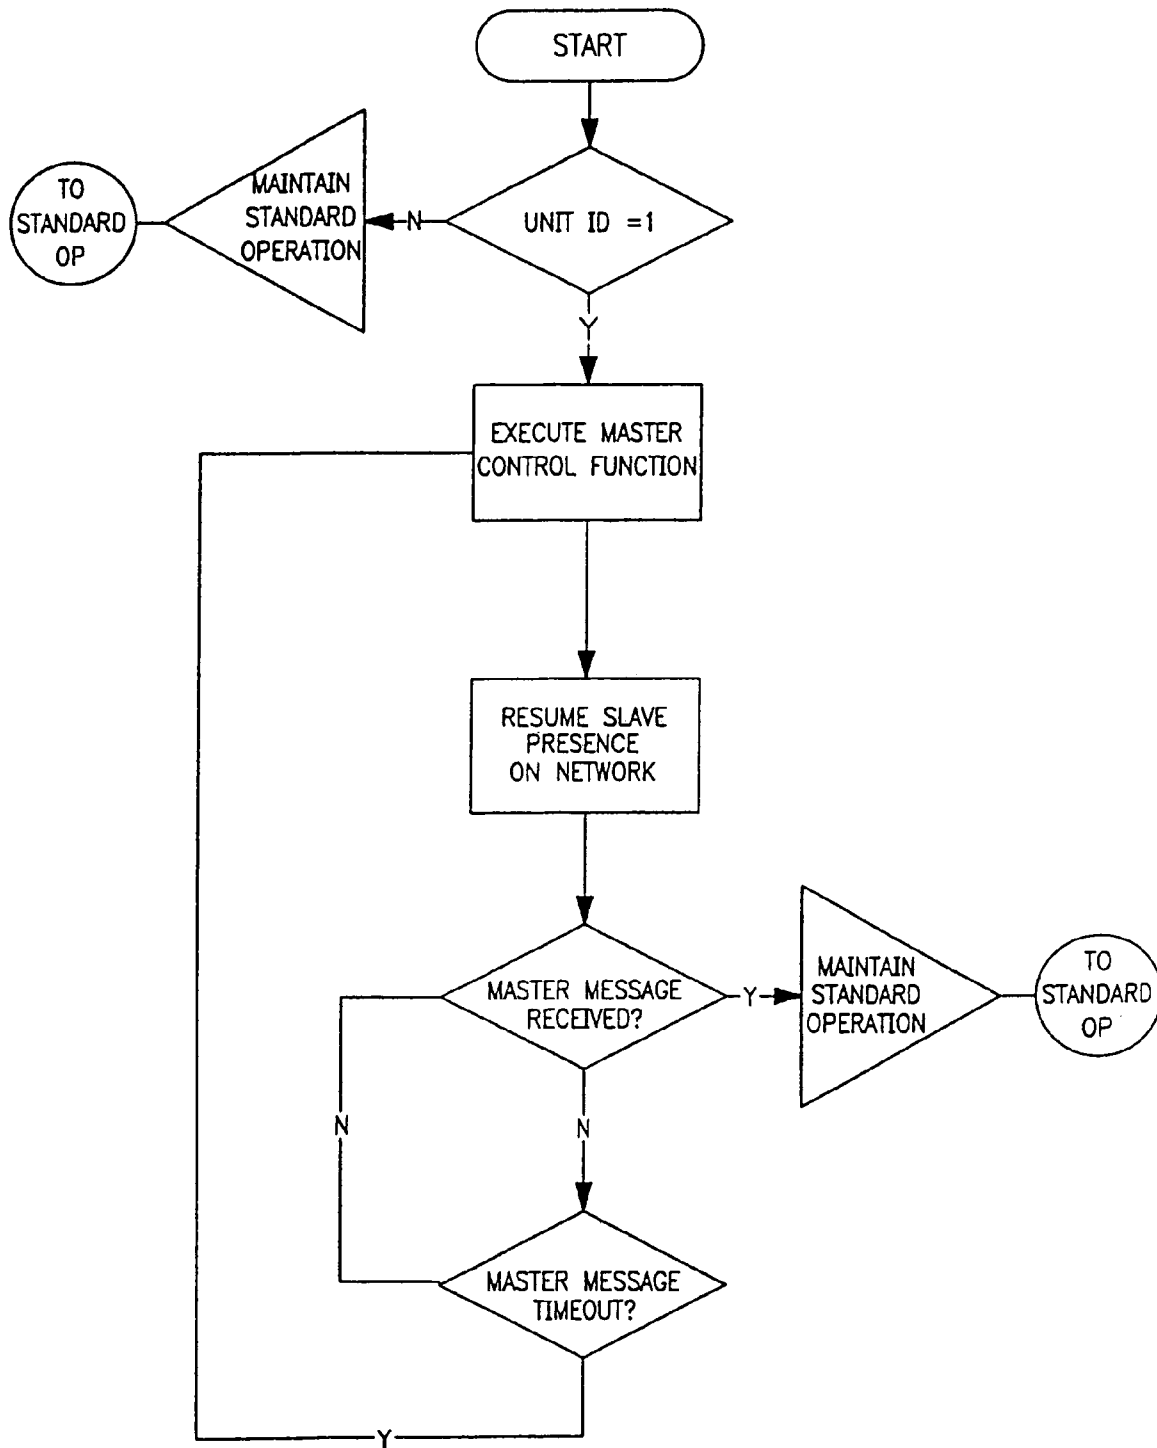 START
TO
STANDARD
OP
MAINTAIN
STANDARD
OPERATION
N
UNIT ID =1
Y
EXECUTE MASTER
CONTROL FUNCTION
RESUME SLAVE
PRESENCE
ON NETWORK
MASTER MESSAGE
RECEIVED?
Y
MAINTAIN
STANDARD
OPERATION
TO
STANDARD
OP
N
N
MASTER MESSAGE
TIMEOUT?
Y